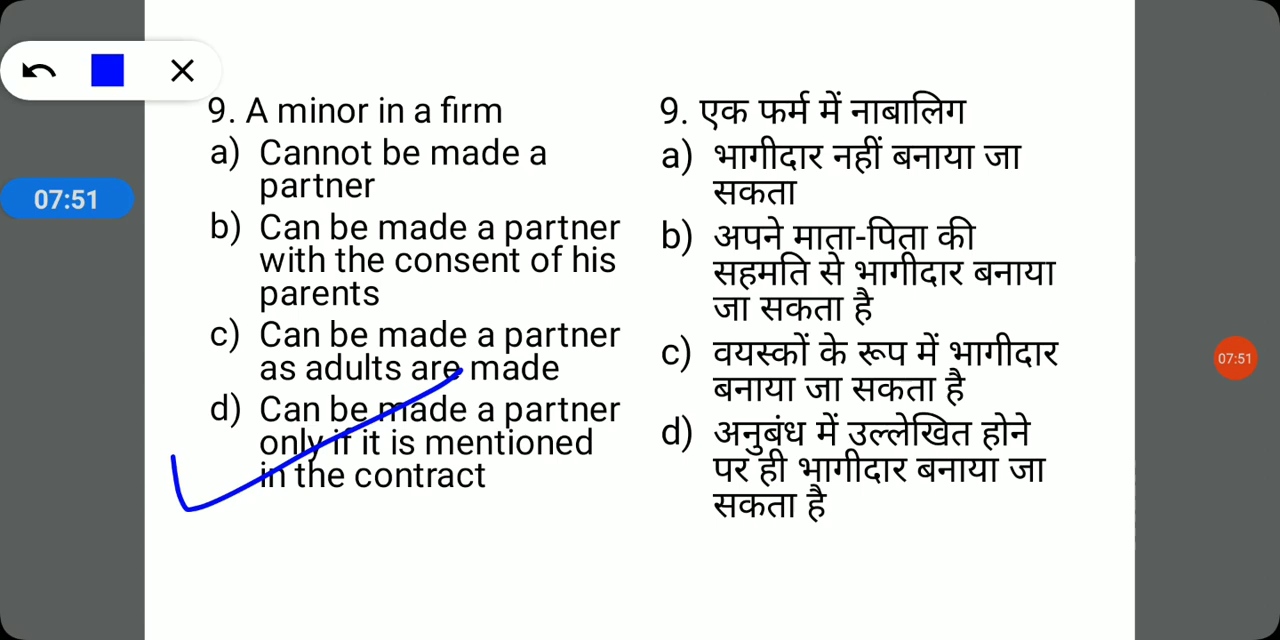 07:51
9. A minor in a firm
a) Cannot be made a
partner
b) Can be made a partner
with the consent of his
parents
c) Can be made a partner
as adults are made
d) Can be made a partner
only if it is mentioned
in the contract
9. एक फर्म में नाबालिग
a) भागीदार नहीं बनाया जा
सकता
b) अपने माता-पिता की
सहमति से भागीदार बनाया
जा सकता है
c) वयस्कों के रूप में भागीदार
बनाया जा सकता है
d) अनुबंध में उल्लेखित होने
पर ही भागीदार बनाया जा
सकता है
07:51